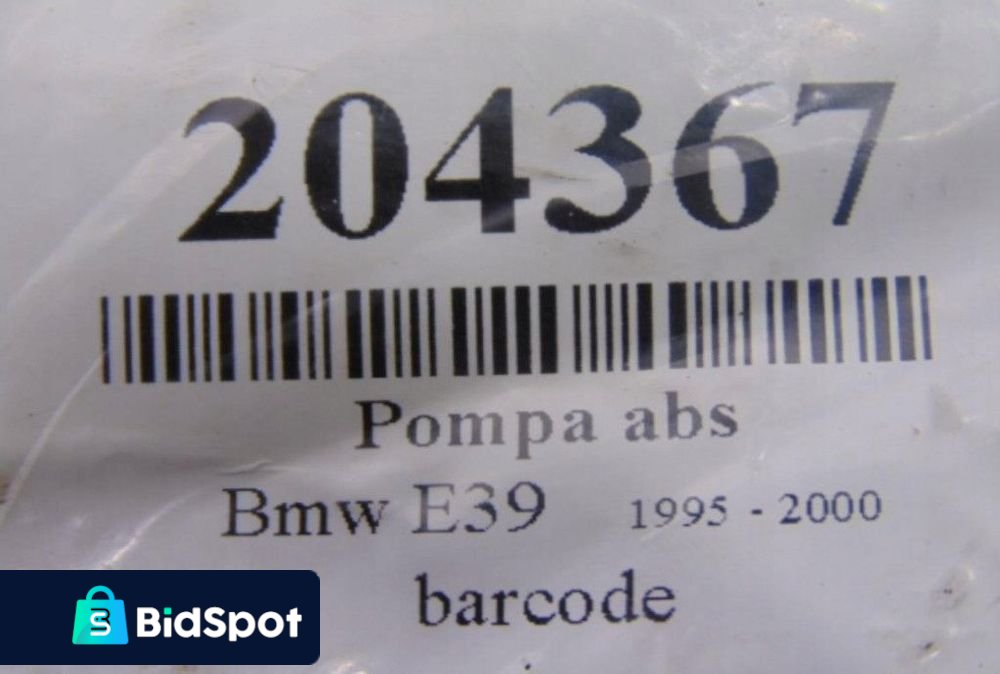 204367
Pompa abs
Bmw E39 1995 - 2000
barcode
BidSpot